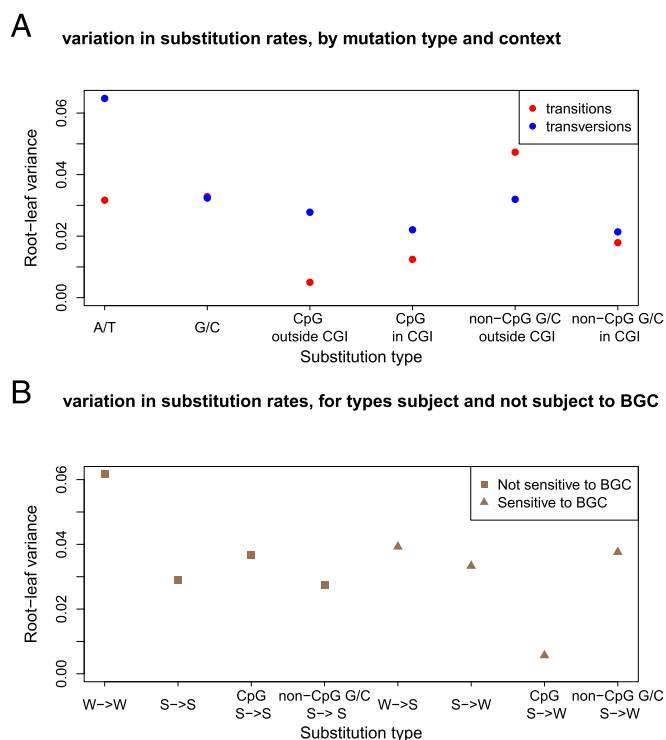 A
variation in substitution rates, by mutation type and context
Root−leaf variance
0.00
0.02
0.04
0.06
transitions
transversions
A/T
G/C
CpG
outside CGI
CpG
in CGI
non−CpG G/C
outside CGI
non−CpG G/C
in CGI
Substitution type
B
variation in substitution rates, for types subject and not subject to BGC
Root−leaf variance
0.00
0.02
0.04
0.06
Not sensitive to BGC
Sensitive to BGC
W−>W
S−>S
CpG
S−>S
non−CpG G/C
S−> S
W−>S
S−>W
CpG
S−>W
non−CpG G/C
S−>W
Substitution type